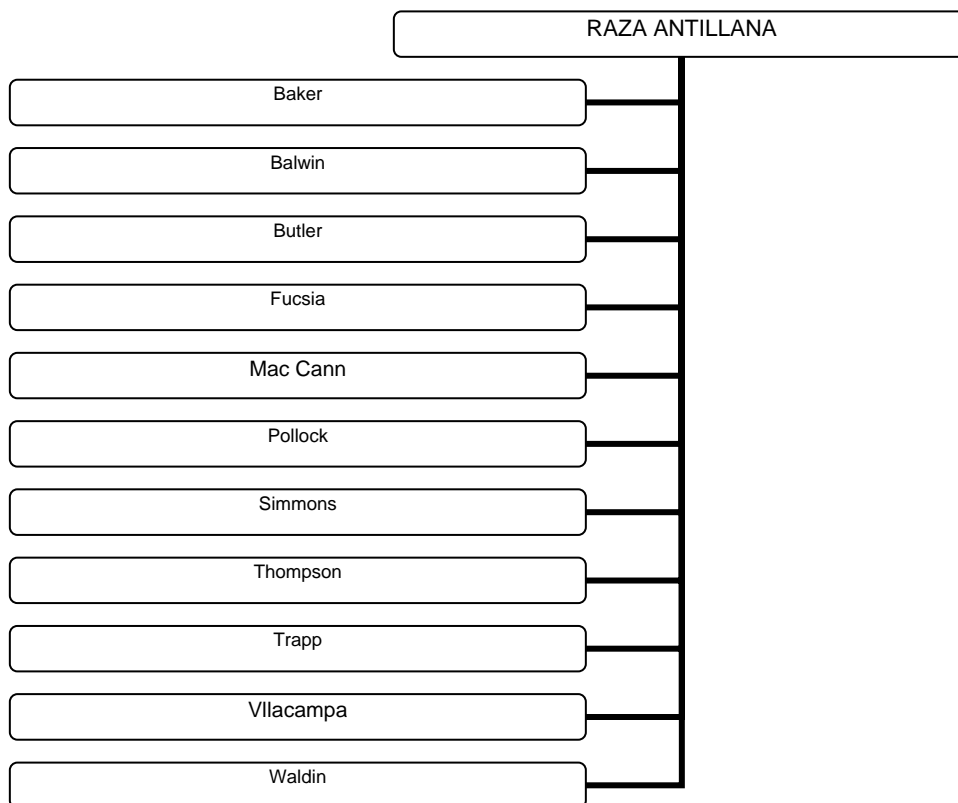 RAZA ANTILLANA
Baker
Balwin
Butler
Fucsia
Mac Cann
Pollock
Simmons
Thompson
Trapp
Vllacampa
Waldin